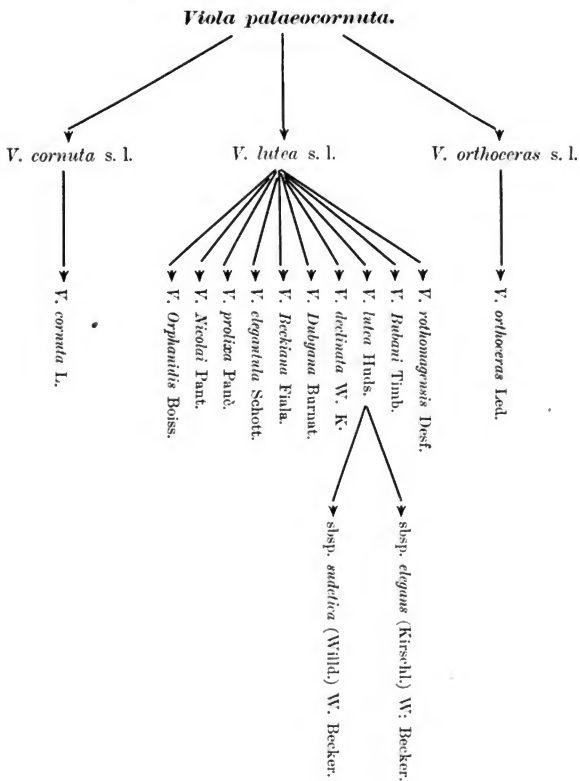 Viola palaeocornuta.
V. cornuta s. l.
V. lutea s. l.
V. orthoceras s. l.
V. cornuta L.
V. Orphanidis Boiss.
V. Nicolai Pant.
V. prolixa Panč.
V. elegantula Schott.
V. Beckiana Fiala.
V. Dubyana Burnat.
V. declinata W. K.
V. lutea Huds.
V. Bubani Timb.
V. rothomagensis Desf.
V. orthoceras Led.
sbsp. sudetica (Willd.) W. Becker.
sbsp. elegans (Kirschl.) W: Becker.